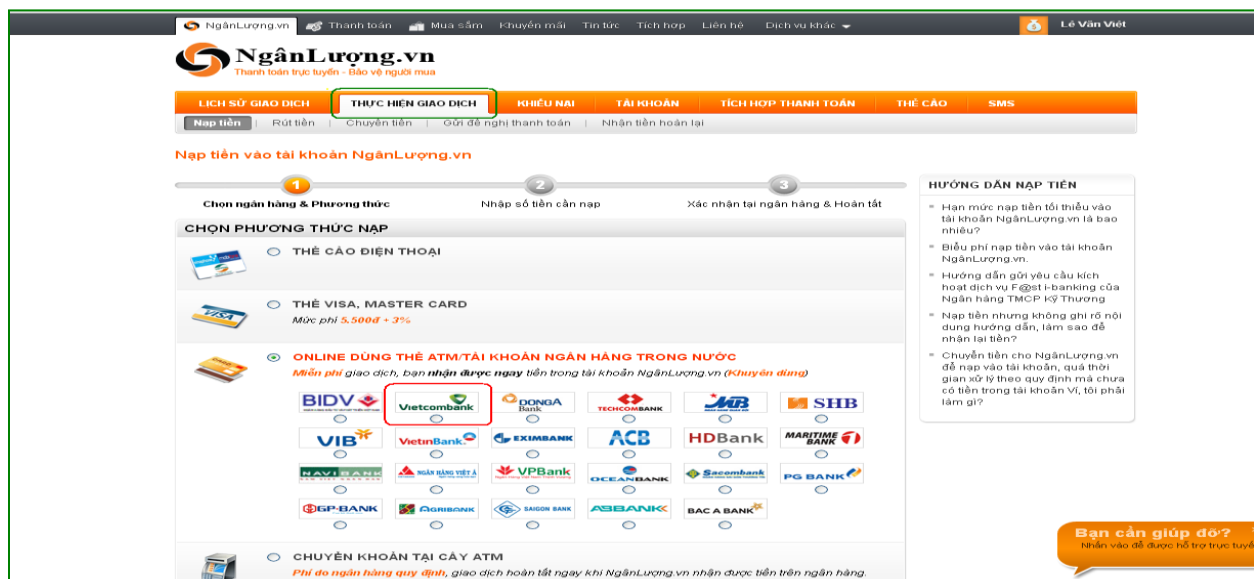 NgânLượng.vn Thanh toán Mua sắm Khuyến mãi Tin tức Tích hợp Liên hệ Dịch vụ khác Lê Văn Việt
NgânLượng.vn
Thanh toán trực tuyến - Bảo vệ người mua
LỊCH SỬ GIAO DỊCH THỰC HIỆN GIAO DỊCH KHIẾU NẠI TÀI KHOẢN TÍCH HỢP THANH TOÁN THẺ CÀO SMS
Nạp tiền | Rút tiền | Chuyển tiền | Gửi đề nghị thanh toán | Nhận tiền hoàn lại
Nạp tiền vào tài khoản NgânLượng.vn
1 2 3
Chọn ngân hàng & Phương thức Nhập số tiền cần nạp Xác nhận tại ngân hàng & Hoàn tất
CHỌN PHƯƠNG THỨC NẠP
THẺ CÀO ĐIỆN THOẠI
VISA
THẺ VISA, MASTER CARD
Mức phí 5,500đ + 3%
ONLINE DÙNG THẺ ATM/TÀI KHOẢN NGÂN HÀNG TRONG NƯỚC
Miễn phí giao dịch, bạn nhận được ngay tiền trong tài khoản NgânLượng.vn (Khuyên dùng)
BIDV Vietcombank DONGA Bank TECHCOMBANK MB SHB
VIB VietinBank EXIMBANK ACB HDBank MARITIME BANK
NAVIBANK NGÂN HÀNG VIỆT Á VPBank OCEANBANK Sacombank PG BANK
GP-BANK AGRIBANK SAIGON BANK ABBANK BAC A BANK
CHUYỂN KHOẢN TẠI CÂY ATM
Phí do ngân hàng quy định, giao dịch hoàn tất ngay khi NgânLượng.vn nhận được tiền trên ngân hàng.
HƯỚNG DẪN NẠP TIỀN
Hạn mức nạp tiền tối thiểu vào
tài khoản NgânLượng.vn là bao
nhiêu?
Biểu phí nạp tiền vào tài khoản
NgânLượng.vn.
Hướng dẫn gửi yêu cầu kích
hoạt dịch vụ F@st i-banking của
Ngân hàng TMCP Kỹ Thương
Nạp tiền nhưng không ghi rõ nội
dung hướng dẫn, làm sao để
nhận lại tiền?
Chuyển tiền cho NgânLượng.vn
để nạp vào tài khoản, quá thời
gian xử lý theo quy định mà chưa
có tiền trong tài khoản Ví, tôi phải
làm gì?
Bạn cần giúp đỡ?
Nhấn vào để được hỗ trợ trực tuyế